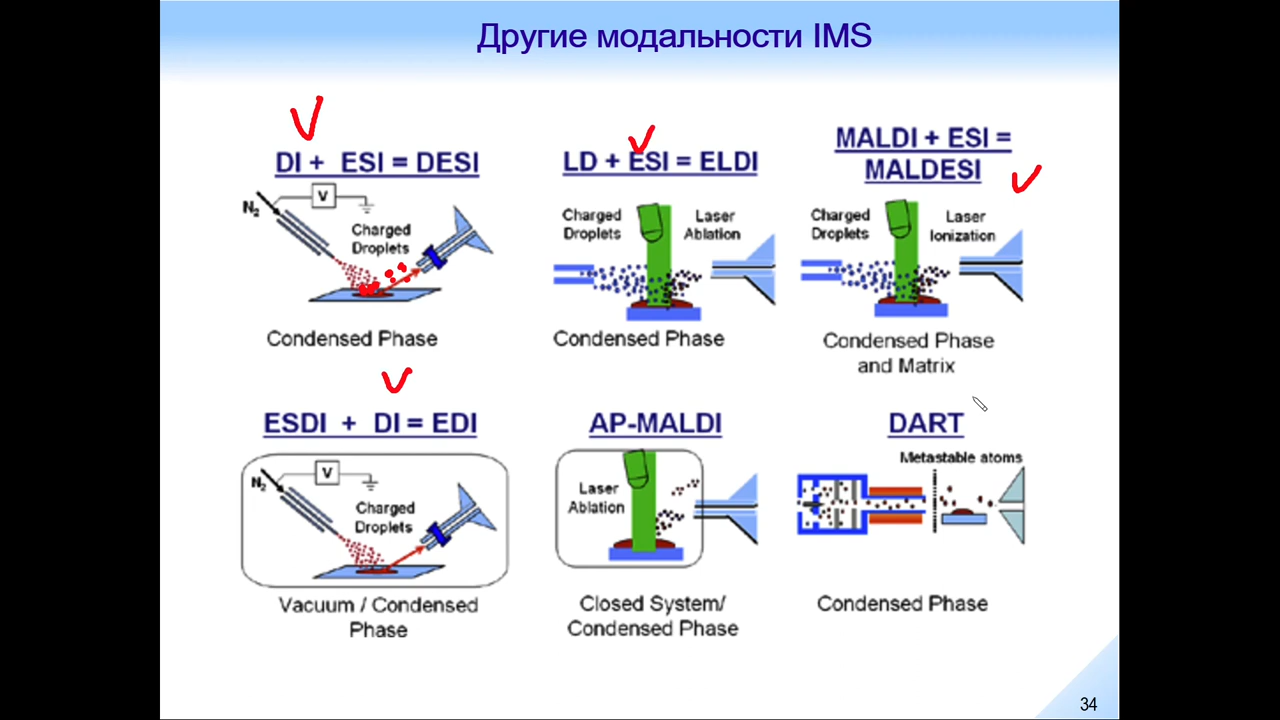 Другие модальности IMS
DI + ESI = DESI
N2
V
Charged
Droplets
Condensed Phase
LD + ESI = ELDI
Charged
Droplets
Laser
Ablation
Condensed Phase
MALDI + ESI =
MALDESI
Charged
Droplets
Laser
Ionization
Condensed Phase
and Matrix
ESDI + DI = EDI
N2
V
Charged
Droplets
Vacuum / Condensed
Phase
AP-MALDI
Laser
Ablation
Closed System/
Condensed Phase
DART
Metastable atoms
Condensed Phase
34